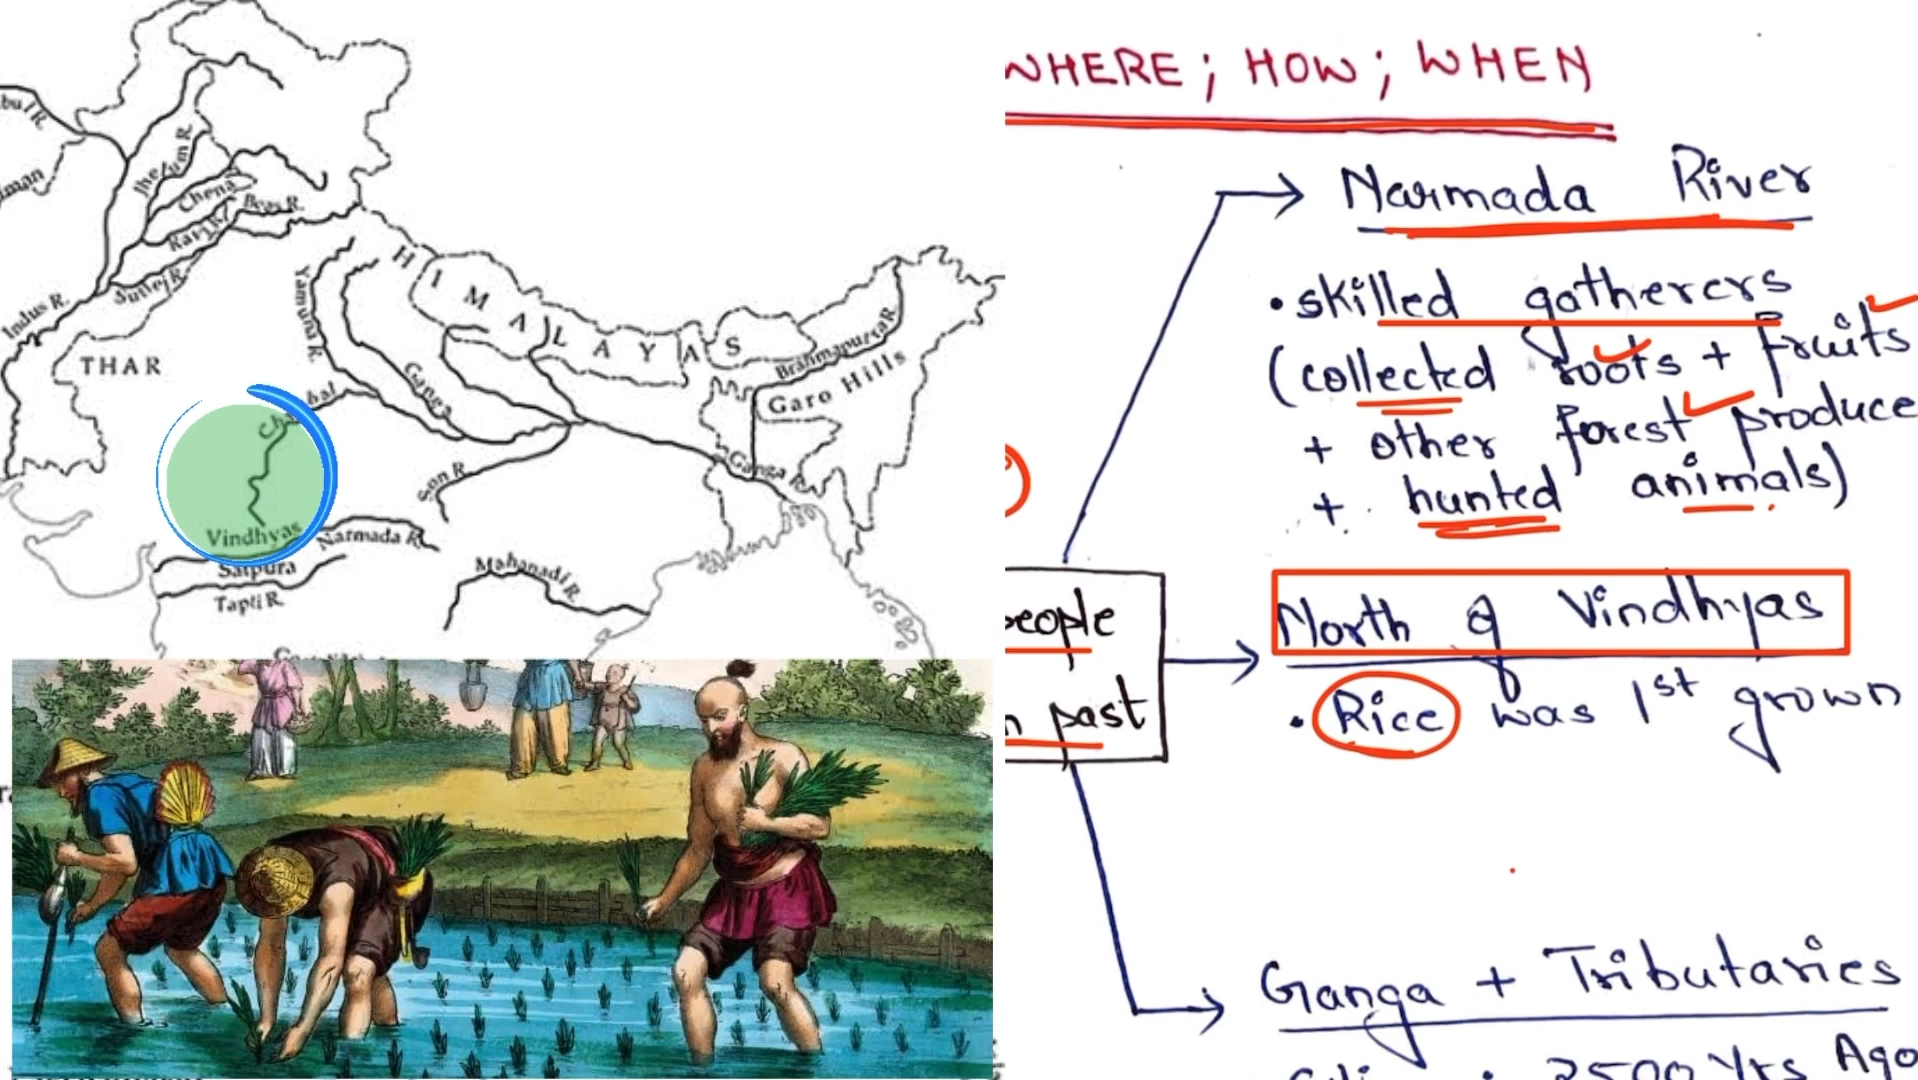 WHERE; HOW; WHEN
Narmada River
• skilled gatherers
(collected roots + fruits
+ other forest produce
+ hunted animals)
people
past
North of Vindhyas
• Rice was 1st grown
Ganga + Tributaries
2500 Yrs Ago
Jhelum R.
Chena
Beas R.
Ravi R.
Sutlej R.
Indus R.
THAR
Yamuna R.
HIMALAYAS
Brahmaputra R.
Garo Hills
Ganga
Chambal
Son R.
Ganga R.
Vindhyas
Narmada R.
Satpura
Tapti R.
Mahanadi R.